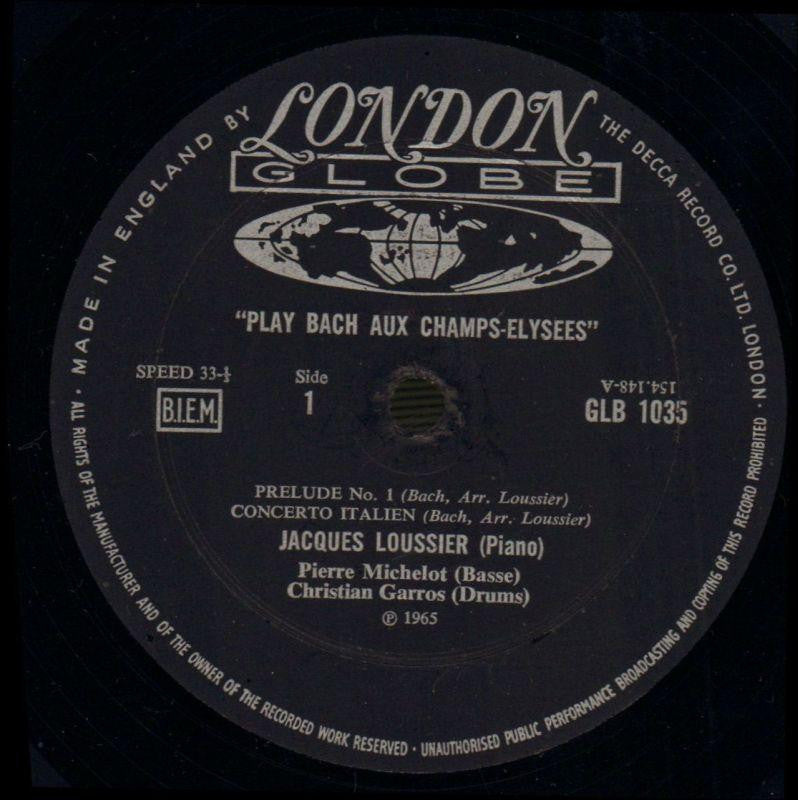 MADE IN ENGLAND BY
LONDON
GLOBE
THE DECCA RECORD CO. LTD. LONDON
"PLAY BACH AUX CHAMPS-ELYSEES"
SPEED 33-⅓
Side
154.148-A
B.I.E.M.
1
GLB 1035
PRELUDE No. 1 (Bach, Arr. Loussier)
CONCERTO ITALIEN (Bach, Arr. Loussier)
JACQUES LOUSSIER (Piano)
Pierre Michelot (Basse)
Christian Garros (Drums)
℗ 1965
• ALL RIGHTS OF THE MANUFACTURER AND OF THE OWNER OF THE RECORDED WORK RESERVED • UNAUTHORISED PUBLIC PERFORMANCE BROADCASTING AND COPYING OF THIS RECORD PROHIBITED •